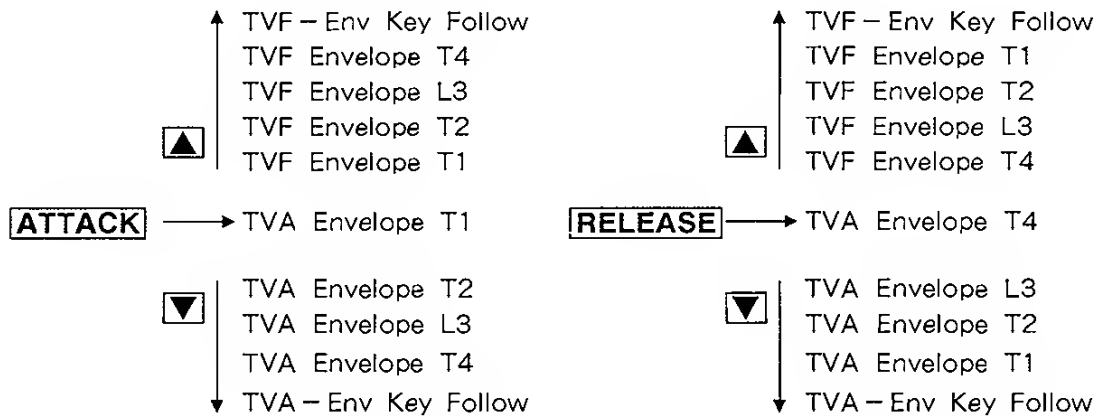 TVF – Env Key Follow
TVF Envelope T4
TVF Envelope L3
TVF Envelope T2
TVF Envelope T1
ATTACK
TVA Envelope T1
TVA Envelope T2
TVA Envelope L3
TVA Envelope T4
TVA – Env Key Follow
TVF – Env Key Follow
TVF Envelope T1
TVF Envelope T2
TVF Envelope L3
TVF Envelope T4
RELEASE
TVA Envelope T4
TVA Envelope L3
TVA Envelope T2
TVA Envelope T1
TVA – Env Key Follow